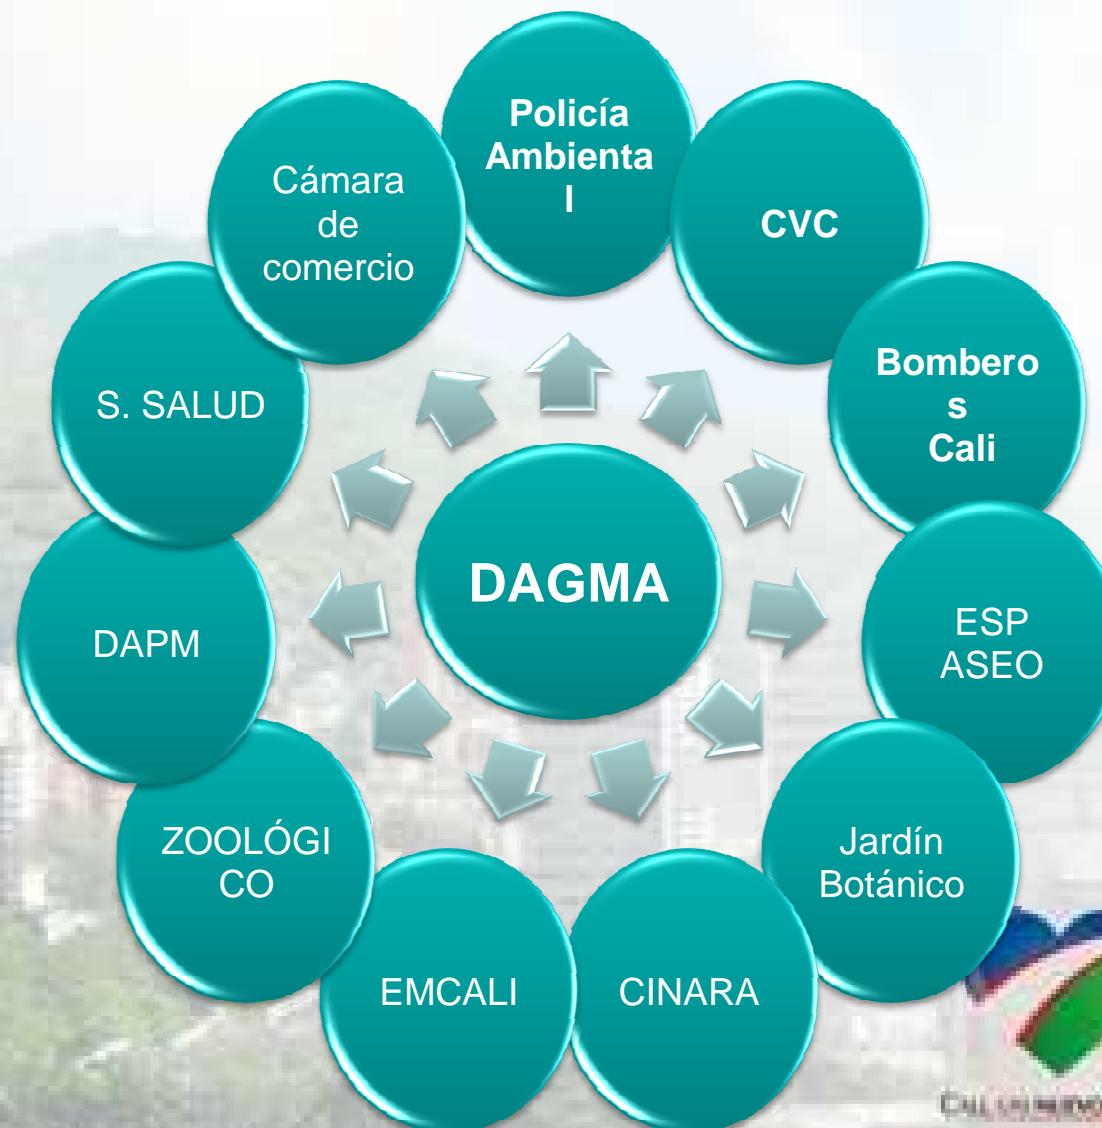 Policía
Ambienta
l
CVC
Bombero
s
Cali
ESP
ASEO
Jardín
Botánico
CINARA
EMCALI
ZOOLÓGI
CO
DAPM
S. SALUD
Cámara
de
comercio
DAGMA
CALI